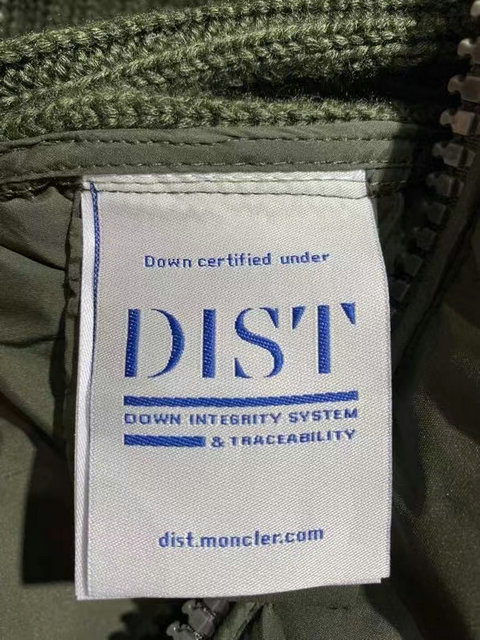 Down certified under
DIST
DOWN INTEGRITY SYSTEM
& TRACEABILITY
dist.moncler.com